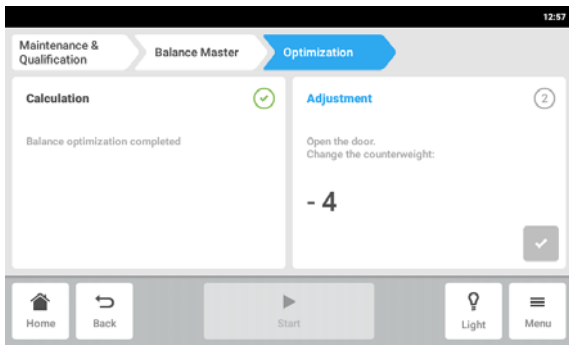 12:57
Maintenance &
Qualification
Balance Master
Optimization
Calculation
Adjustment
2
Balance optimization completed
Open the door.
Change the counterweight:
- 4
Home
Back
Start
Light
Menu